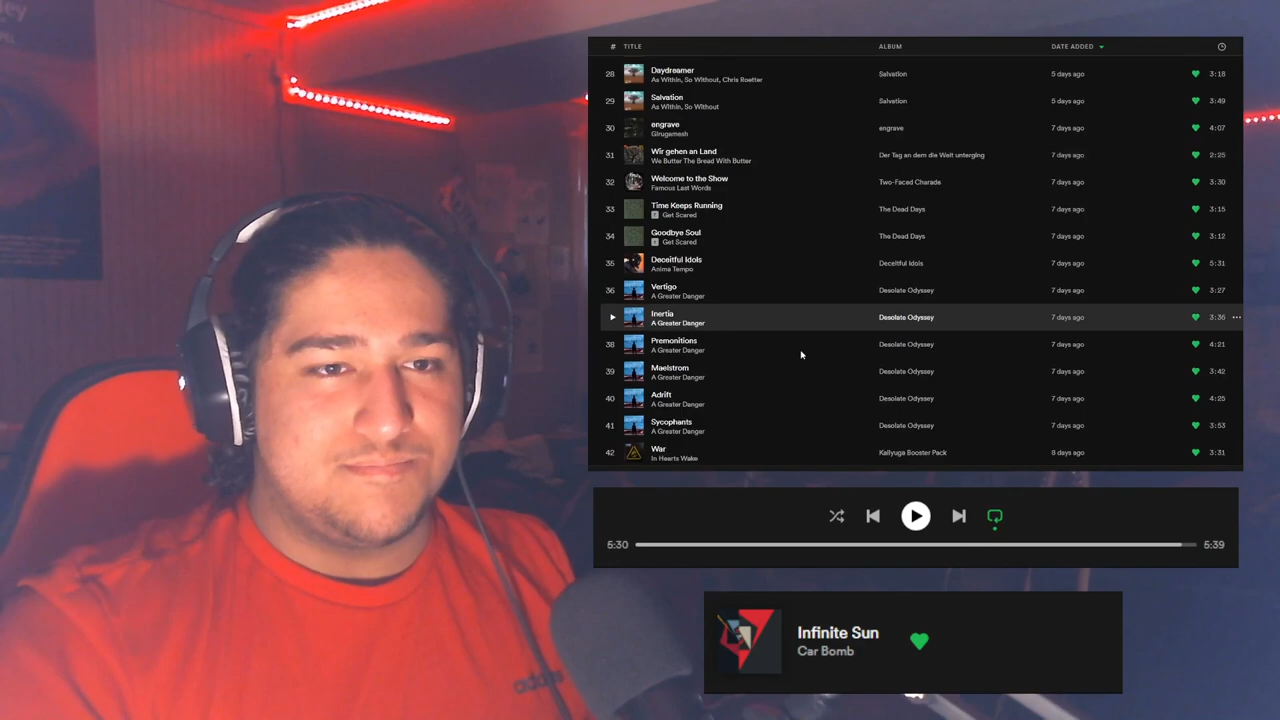 ley
# TITLE ALBUM DATE ADDED
28 Daydreamer Salvation 5 days ago 3:18
As Within, So Without, Chris Roetter
29 Salvation Salvation 5 days ago 3:49
As Within, So Without
30 engrave engrave 7 days ago 4:07
Girugamesh
31 Wir gehen an Land Der Tag an dem die Welt unterging 7 days ago 2:25
We Butter The Bread With Butter
32 Welcome to the Show Two-Faced Charade 7 days ago 3:30
Famous Last Words
33 Time Keeps Running The Dead Days 7 days ago 3:15
E Get Scared
34 Goodbye Soul The Dead Days 7 days ago 3:12
E Get Scared
35 Deceitful Idols Deceitful Idols 7 days ago 5:31
Anima Tempo
36 Vertigo Desolate Odyssey 7 days ago 3:27
A Greater Danger
Inertia Desolate Odyssey 7 days ago 3:36
A Greater Danger
38 Premonitions Desolate Odyssey 7 days ago 4:21
A Greater Danger
39 Maelstrom Desolate Odyssey 7 days ago 3:42
A Greater Danger
40 Adrift Desolate Odyssey 7 days ago 4:25
A Greater Danger
41 Sycophants Desolate Odyssey 7 days ago 3:53
A Greater Danger
42 War Kaliyuga Booster Pack 8 days ago 3:31
In Hearts Wake
5:30 5:39
Infinite Sun
Car Bomb
adidas